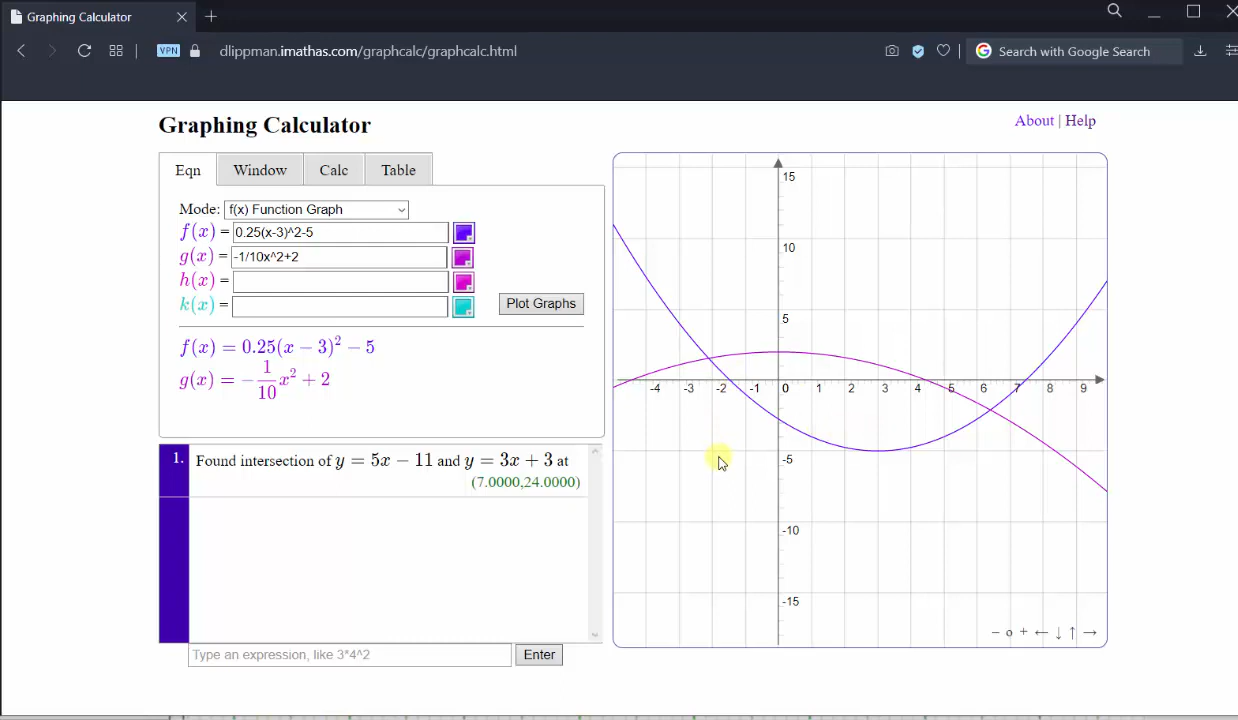 Graphing Calculator
VPN dlippman.imathas.com/graphcalc/graphcalc.html G Search with Google Search
Graphing Calculator
About | Help
Eqn Window Calc Table
Mode: f(x) Function Graph
f(x) = 0.25(x-3)^2-5
g(x) = -1/10x^2+2
h(x) =
k(x) =
Plot Graphs
f(x) = 0.25(x − 3)² − 5
g(x) = −1/10 x² + 2
1. Found intersection of y = 5x − 11 and y = 3x + 3 at
(7.0000,24.0000)
Type an expression, like 3*4^2 Enter
15
10
5
-4 -3 -2 -1 0 1 2 3 4 5 6 7 8 9
-5
-10
-15
− o + ← ↓ ↑ →